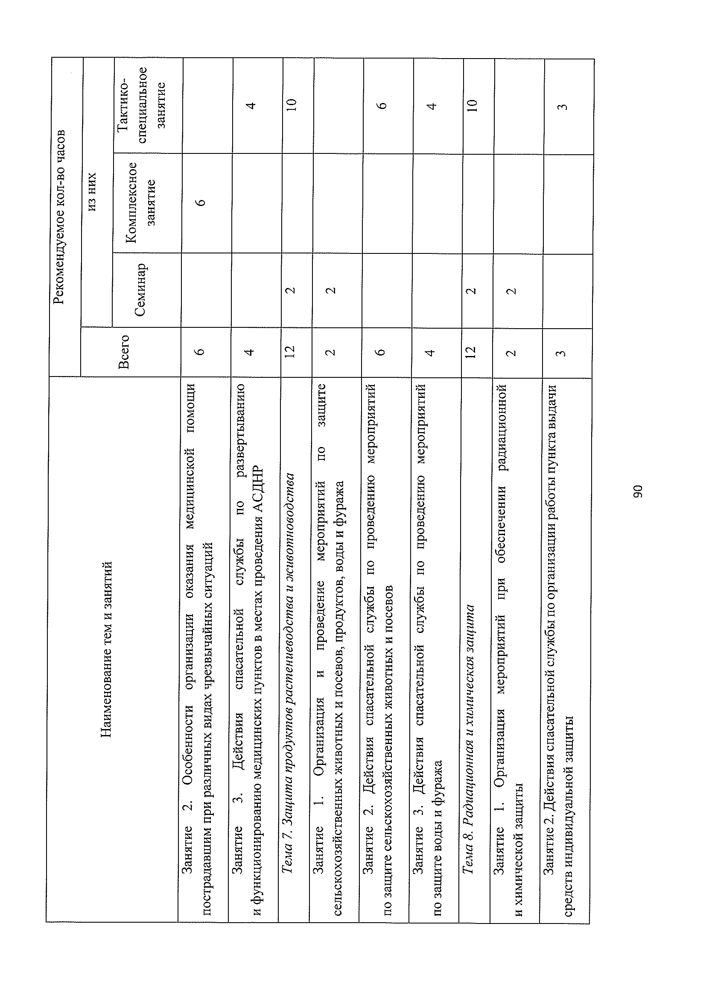 Наименование тем и занятий
Рекомендуемое кол-во часов
Всего
из них
Семинар
Комплексное
занятие
Тактико-
специальное
занятие
Занятие 2. Особенности организации оказания медицинской помощи
пострадавшим при различных видах чрезвычайных ситуаций
6
6
Занятие 3. Действия спасательной службы по развертыванию
и функционированию медицинских пунктов в местах проведения АСДНР
4
4
Тема 7. Защита продуктов растениеводства и животноводства
12
2
10
Занятие 1. Организация и проведение мероприятий по защите
сельскохозяйственных животных и посевов, продуктов, воды и фуража
2
2
Занятие 2. Действия спасательной службы по проведению мероприятий
по защите сельскохозяйственных животных и посевов
6
6
Занятие 3. Действия спасательной службы по проведению мероприятий
по защите воды и фуража
4
4
Тема 8. Радиационная и химическая защита
12
2
10
Занятие 1. Организация мероприятий при обеспечении радиационной
и химической защиты
2
2
Занятие 2. Действия спасательной службы по организации работы пункта выдачи
средств индивидуальной защиты
3
3
90